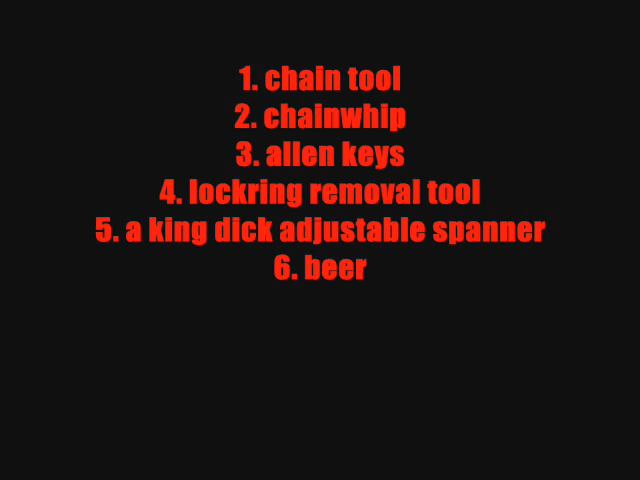 1. chain tool
2. chainwhip
3. allen keys
4. lockring removal tool
5. a king dick adjustable spanner
6. beer